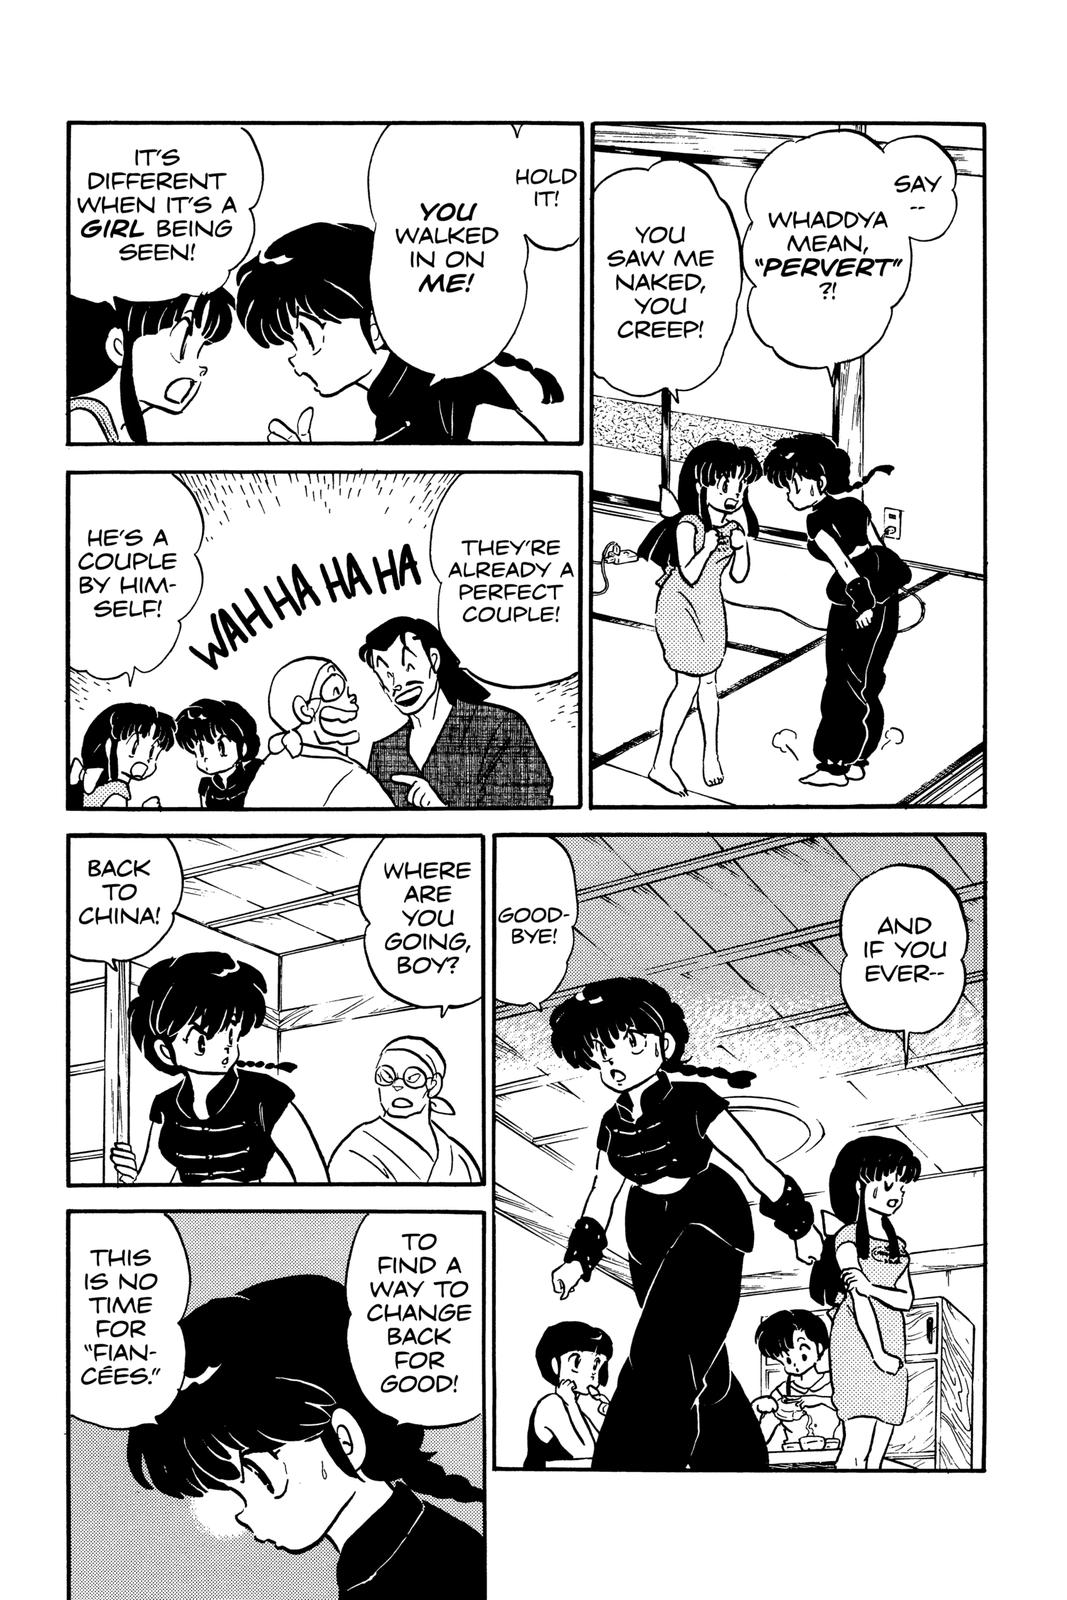 SAY
--
WHADDYA
MEAN,
"PERVERT"
?!
YOU
SAW ME
NAKED,
YOU
CREEP!
HOLD
IT!
YOU
WALKED
IN ON
ME!
IT'S
DIFFERENT
WHEN IT'S A
GIRL BEING
SEEN!
THEY'RE
ALREADY A
PERFECT
COUPLE!
WAH HA HA HA
HE'S A
COUPLE
BY HIM-
SELF!
AND
IF YOU
EVER--
GOOD-
BYE!
WHERE
ARE
YOU
GOING,
BOY?
BACK
TO
CHINA!
TO
FIND A
WAY TO
CHANGE
BACK
FOR
GOOD!
THIS
IS NO
TIME
FOR
"FIAN-
CÉES."